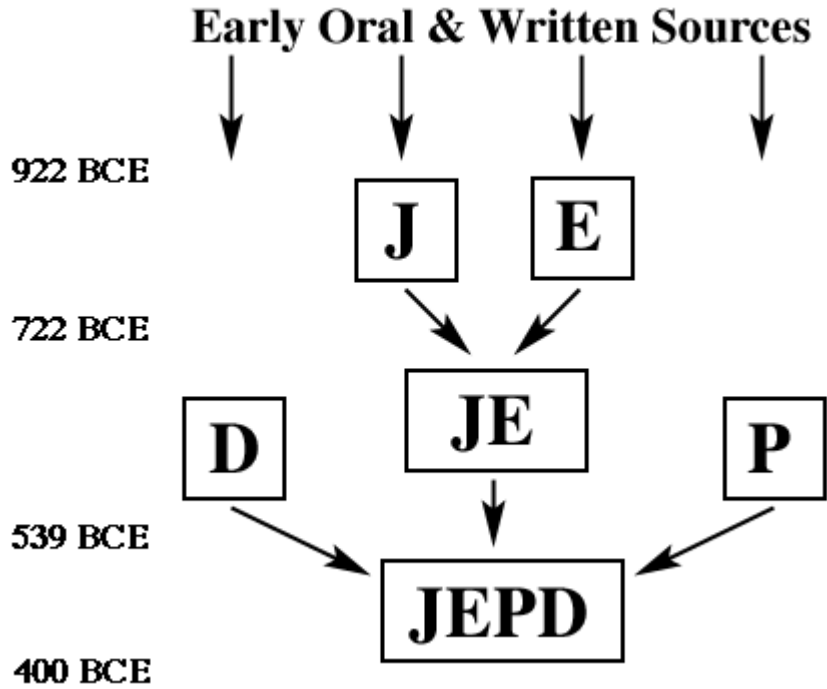 Early Oral & Written Sources
922 BCE
J
E
722 BCE
JE
D
P
539 BCE
JEPD
400 BCE